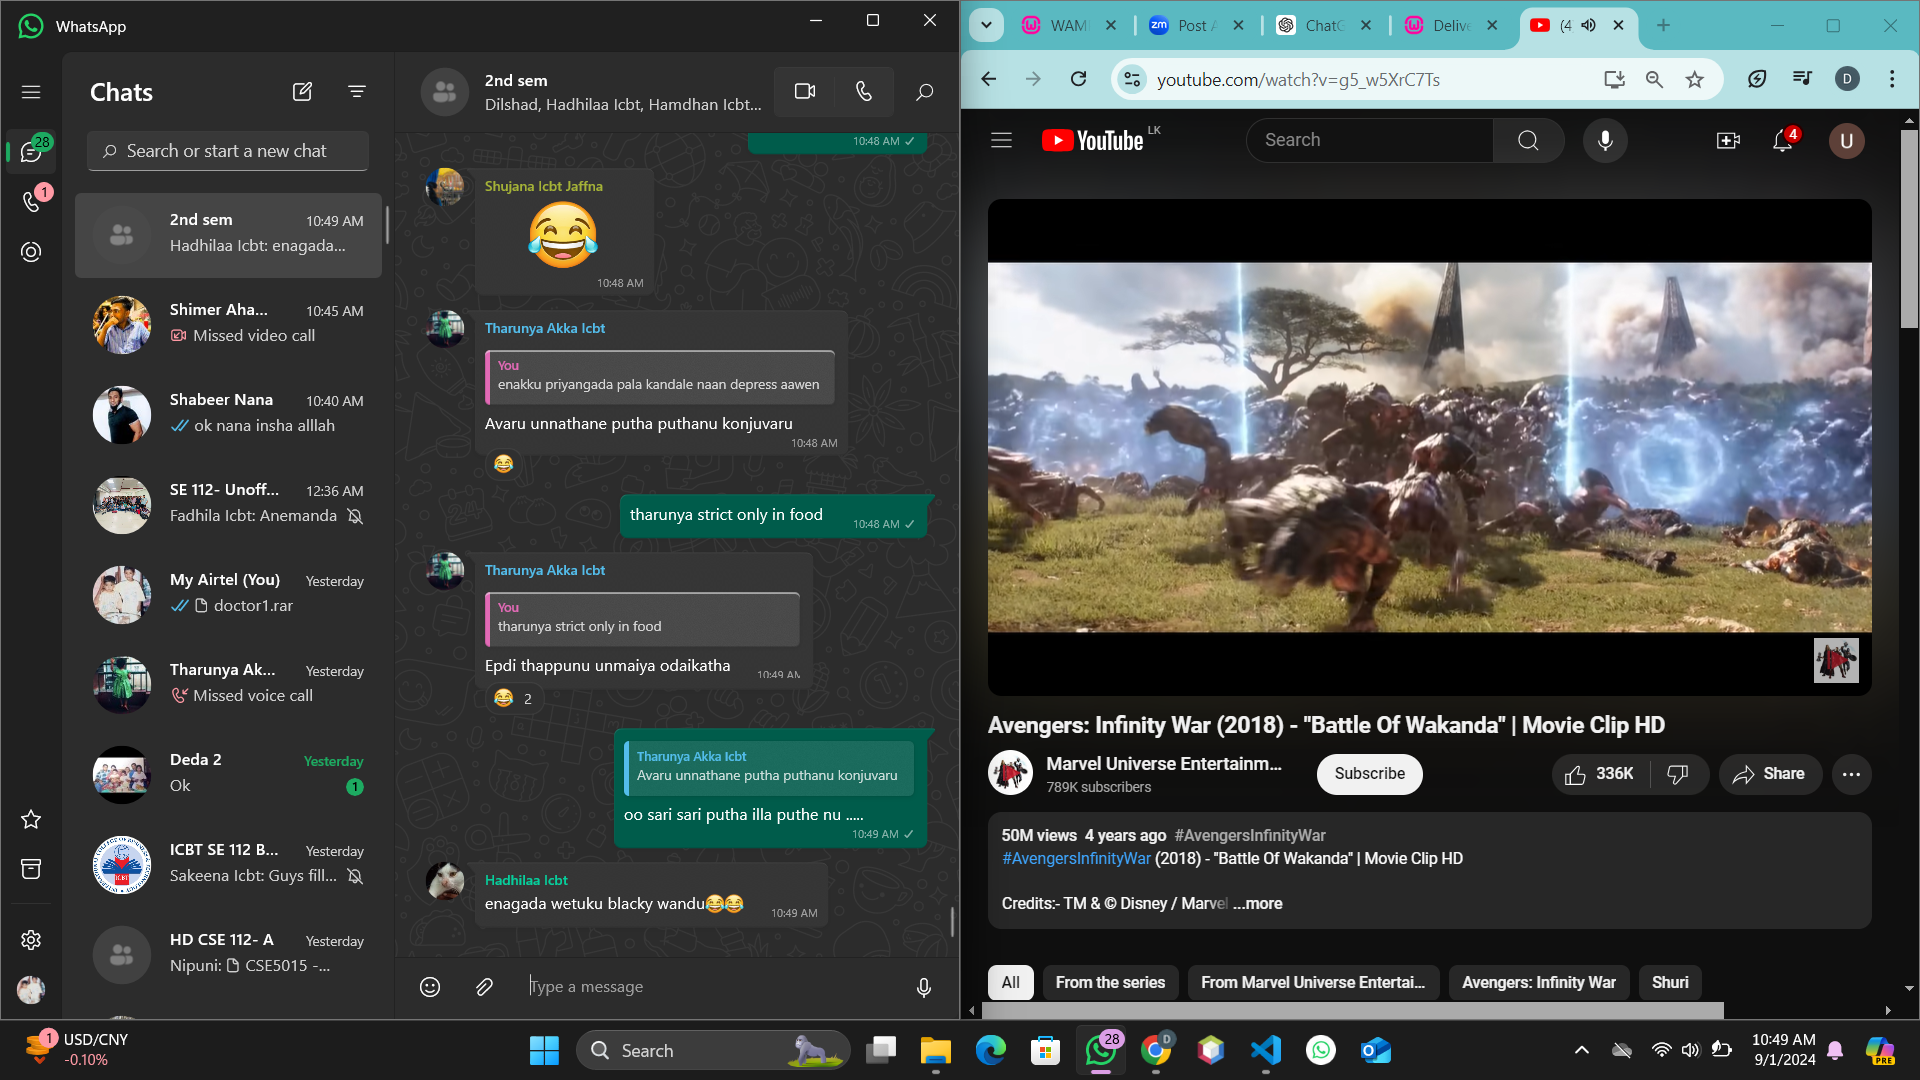 WhatsApp
Chats
28
1
Search or start a new chat
2nd sem
10:49 AM
Hadhilaa Icbt: enagada...
Shimer Aha...
10:45 AM
Missed video call
Shabeer Nana
10:40 AM
ok nana insha alllah
SE 112- Unoff...
12:36 AM
Fadhila Icbt: Anemanda
My Airtel (You)
Yesterday
doctor1.rar
Tharunya Ak...
Yesterday
Missed voice call
Deda 2
Yesterday
Ok
1
ICBT SE 112 B...
Yesterday
Sakeena Icbt: Guys fill...
HD CSE 112- A
Yesterday
Nipuni: CSE5015 -...
2nd sem
Dilshad, Hadhilaa Icbt, Hamdhan Icbt...
10:48 AM
Shujana Icbt Jaffna
😂
10:48 AM
Tharunya Akka Icbt
You
enakku priyangada pala kandale naan depress aawen
Avaru unnathane putha puthanu konjuvaru
10:48 AM
😂
tharunya strict only in food
10:48 AM
Tharunya Akka Icbt
You
tharunya strict only in food
Epdi thappunu unmaiya odaikatha
10:49 AM
😂 2
Tharunya Akka Icbt
Avaru unnathane putha puthanu konjuvaru
oo sari sari putha illa puthe nu .....
10:49 AM
Hadhilaa Icbt
enagada wetuku blacky wandu😂😂
10:49 AM
Type a message
WAM
zm
Post A
ChatG
Delive
(4
youtube.com/watch?v=g5_w5XrC7Ts
D
YouTube LK
Search
4
U
Avengers: Infinity War (2018) - "Battle Of Wakanda" | Movie Clip HD
Marvel Universe Entertainm...
789K subscribers
Subscribe
336K
Share
50M views 4 years ago #AvengersInfinityWar
#AvengersInfinityWar (2018) - "Battle Of Wakanda" | Movie Clip HD
Credits:- TM & © Disney / Marvel ...more
All
From the series
From Marvel Universe Entertai...
Avengers: Infinity War
Shuri
1
USD/CNY
-0.10%
Search
28
D
10:49 AM
9/1/2024
PRE